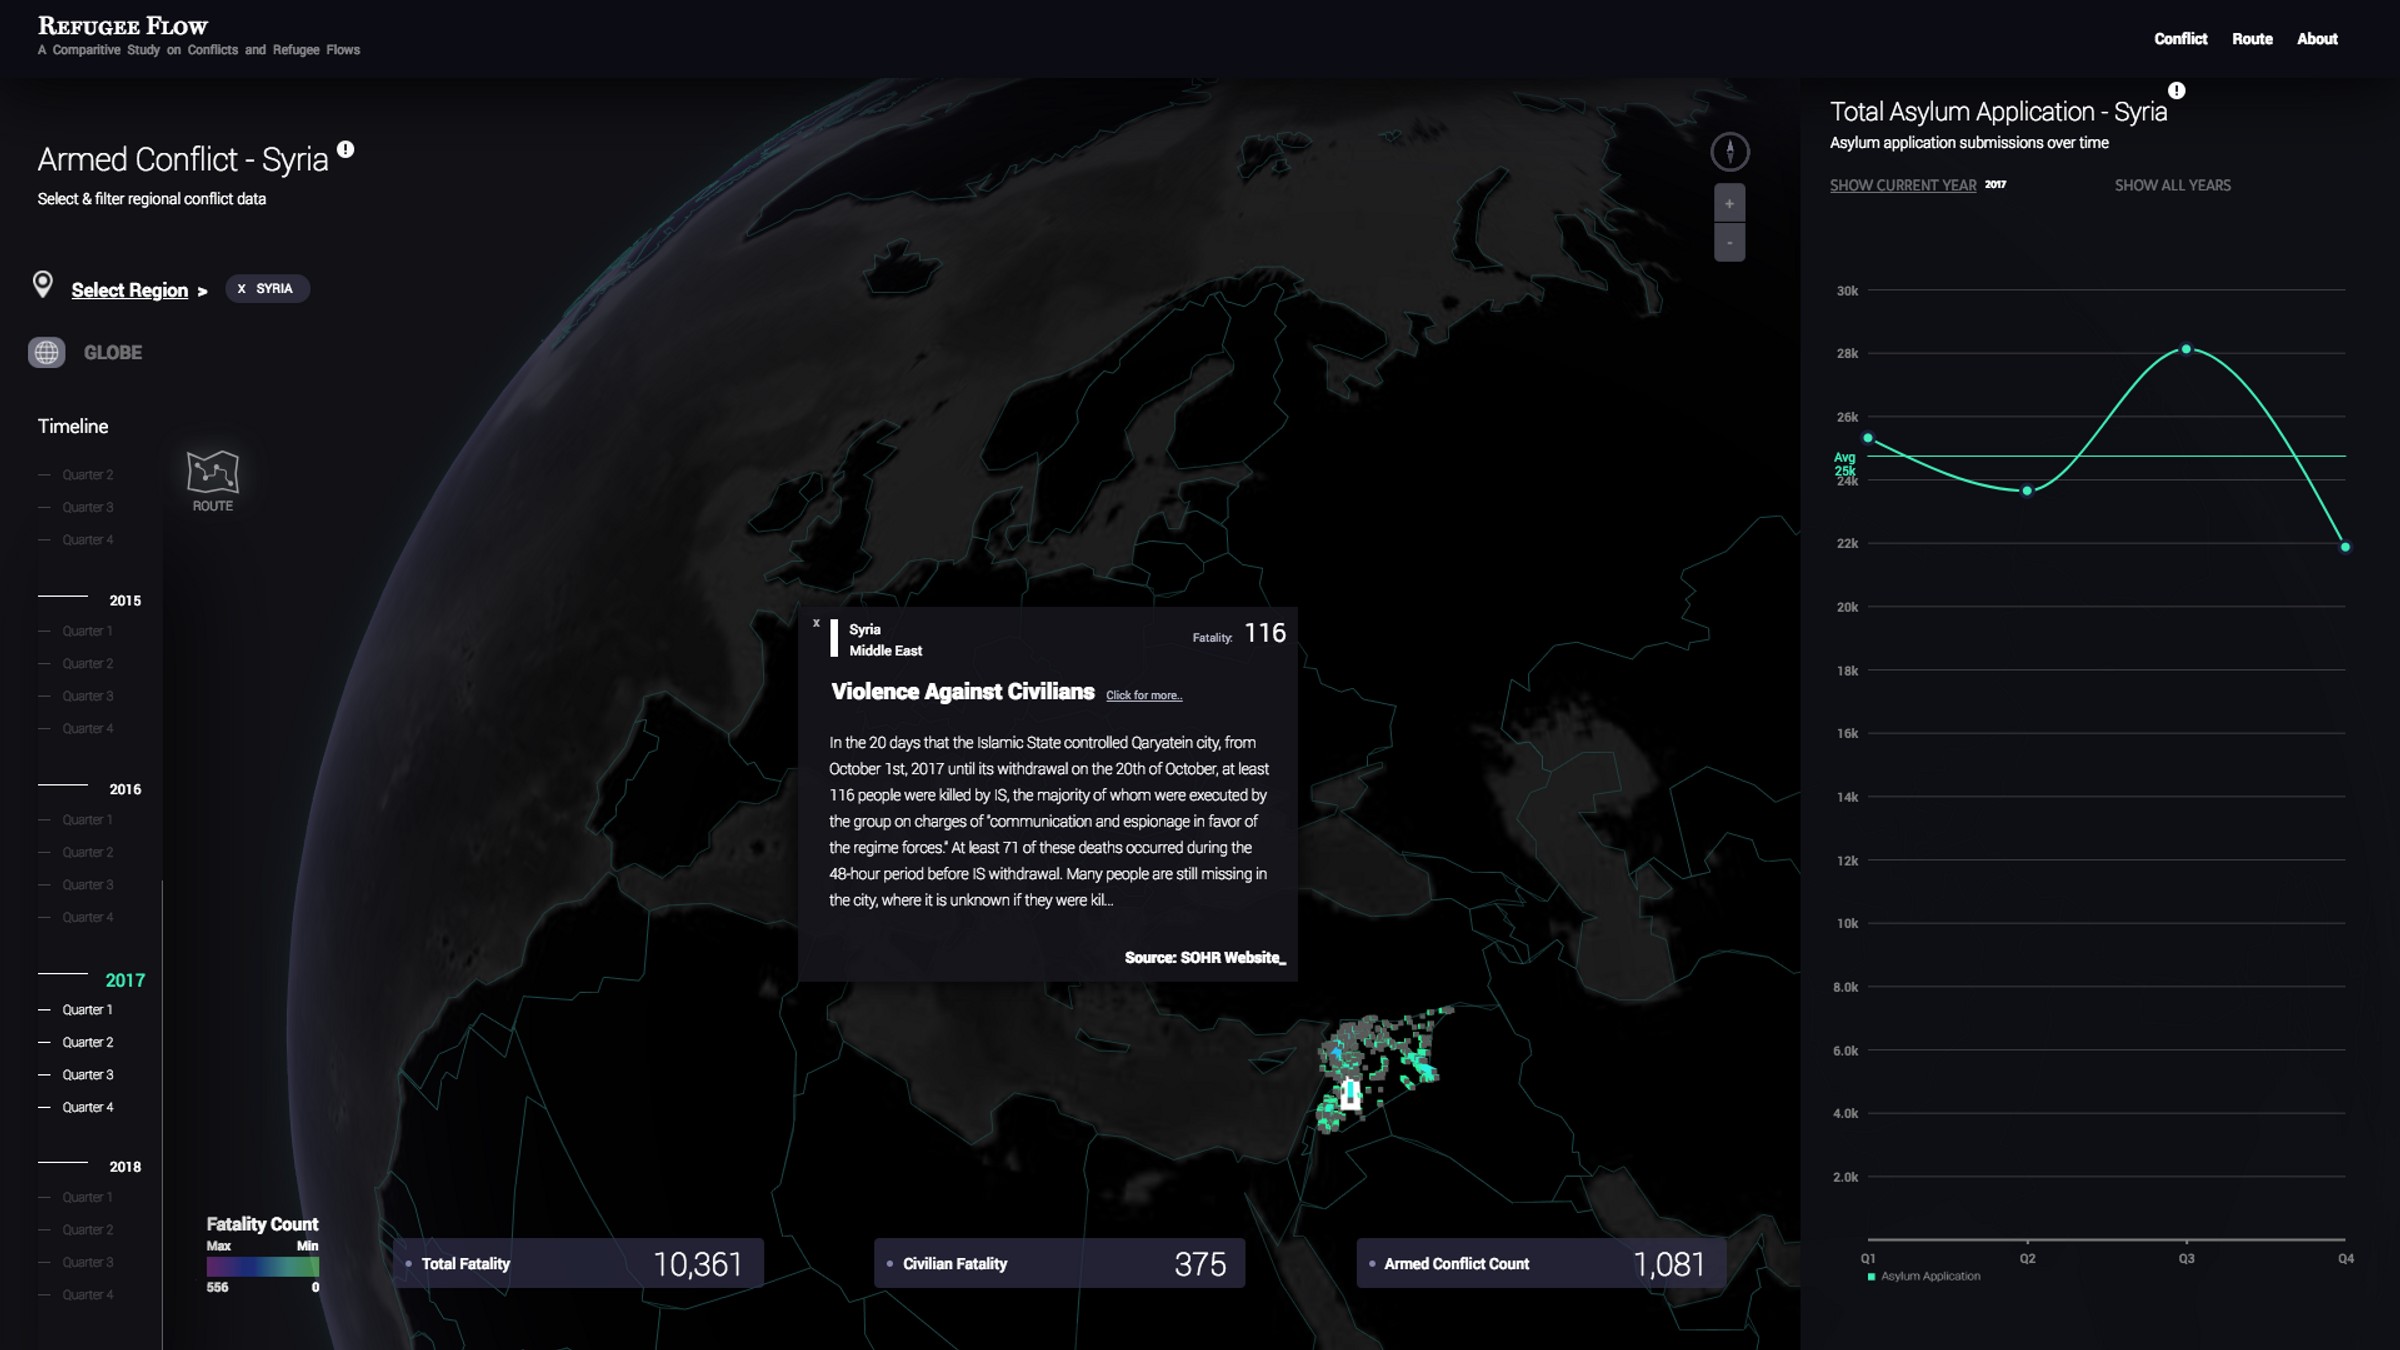 REFUGEE FLOW
A Comparitive Study on Conflicts and Refugee Flows
Conflict
Route
About
Armed Conflict - Syria !
Select & filter regional conflict data
Select Region > X SYRIA
GLOBE
Timeline
Quarter 2
Quarter 3
Quarter 4
2015
Quarter 1
Quarter 2
Quarter 3
Quarter 4
2016
Quarter 1
Quarter 2
Quarter 3
Quarter 4
2017
Quarter 1
Quarter 2
Quarter 3
Quarter 4
2018
Quarter 1
Quarter 2
Quarter 3
Quarter 4
ROUTE
Fatality Count
Max Min
556 0
+
-
x
Syria
Middle East
Fatality: 116
Violence Against Civilians Click for more..
In the 20 days that the Islamic State controlled Qaryatein city, from
October 1st, 2017 until its withdrawal on the 20th of October, at least
116 people were killed by IS, the majority of whom were executed by
the group on charges of "communication and espionage in favor of
the regime forces." At least 71 of these deaths occurred during the
48-hour period before IS withdrawal. Many people are still missing in
the city, where it is unknown if they were kil...
Source: SOHR Website_
Total Fatality 10,361
Civilian Fatality 375
Armed Conflict Count 1,081
Total Asylum Application - Syria !
Asylum application submissions over time
SHOW CURRENT YEAR 2017 SHOW ALL YEARS
30k
28k
26k
Avg
25k
24k
22k
20k
18k
16k
14k
12k
10k
8.0k
6.0k
4.0k
2.0k
Q1 Q2 Q3 Q4
Asylum Application